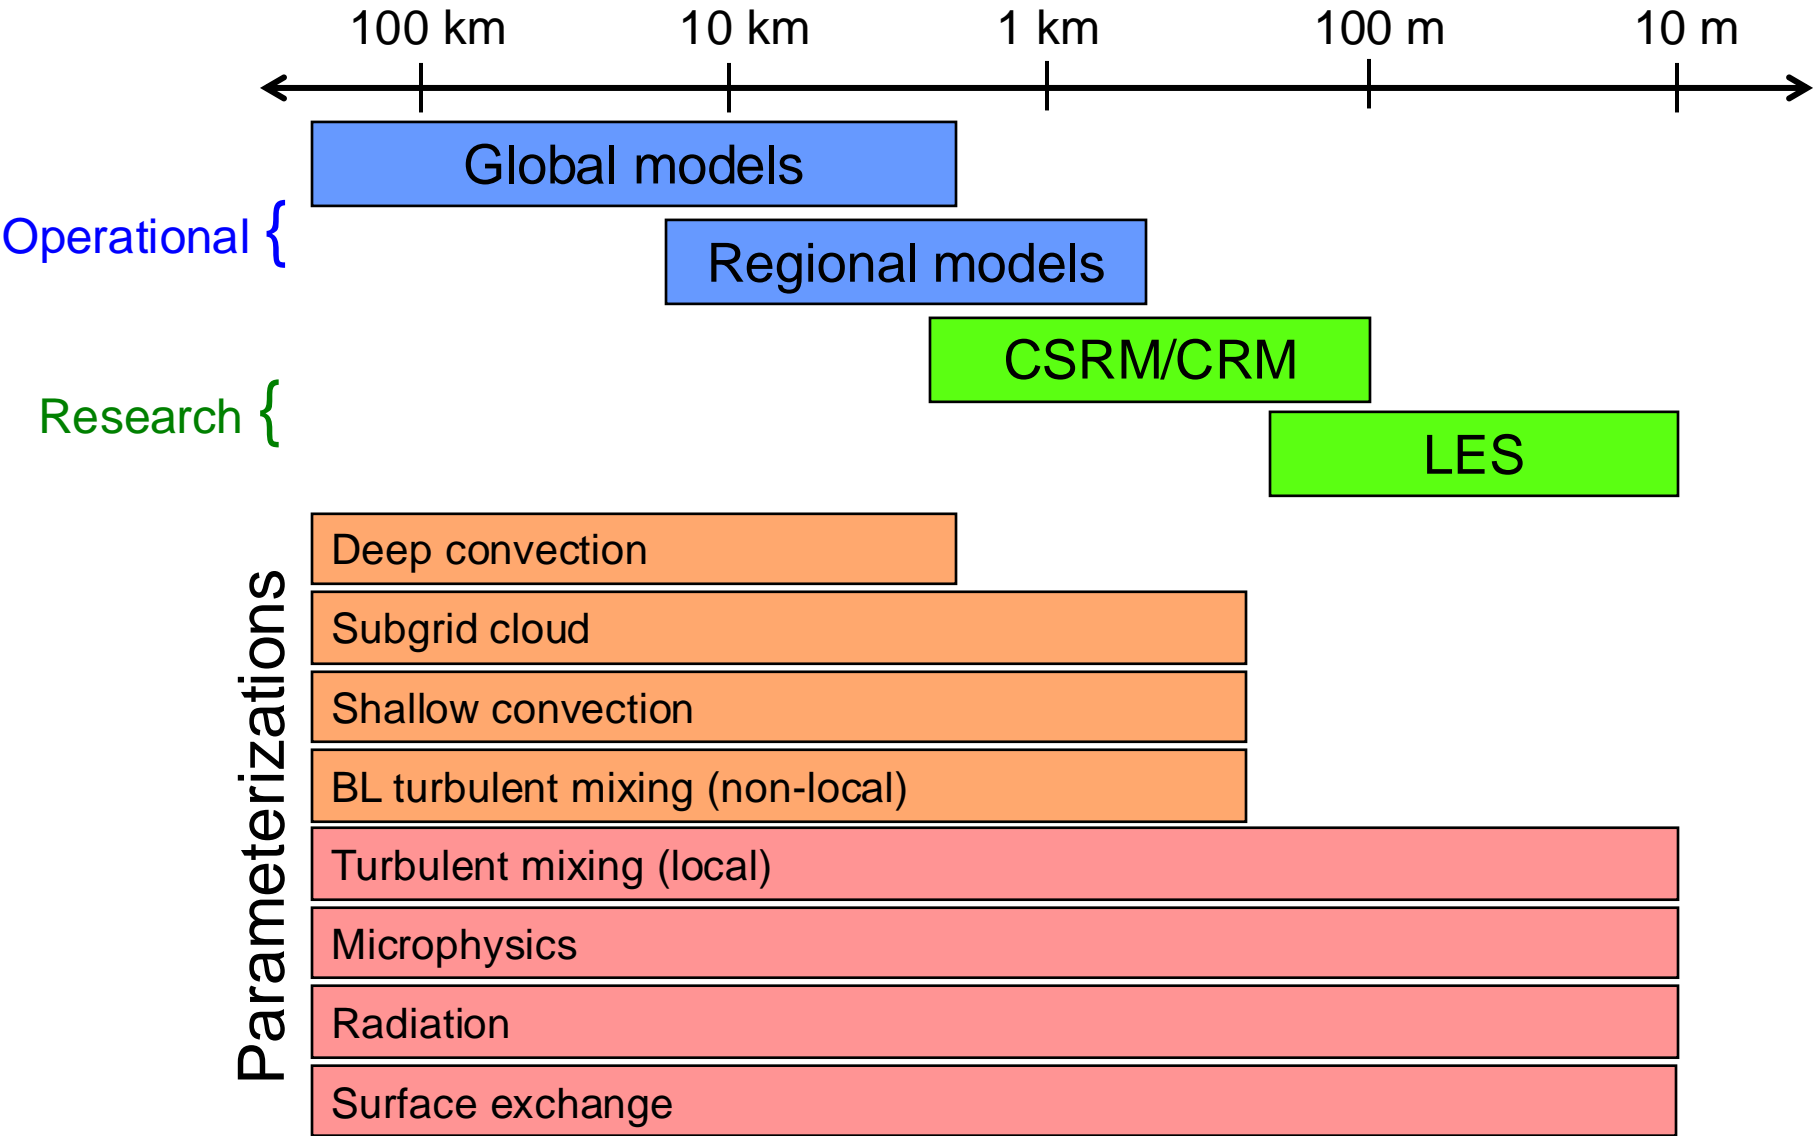 100 km 10 km 1 km 100 m 10 m
Global models
Operational {
Regional models
CSRM/CRM
Research {
LES
Parameterizations
Deep convection
Subgrid cloud
Shallow convection
BL turbulent mixing (non-local)
Turbulent mixing (local)
Microphysics
Radiation
Surface exchange